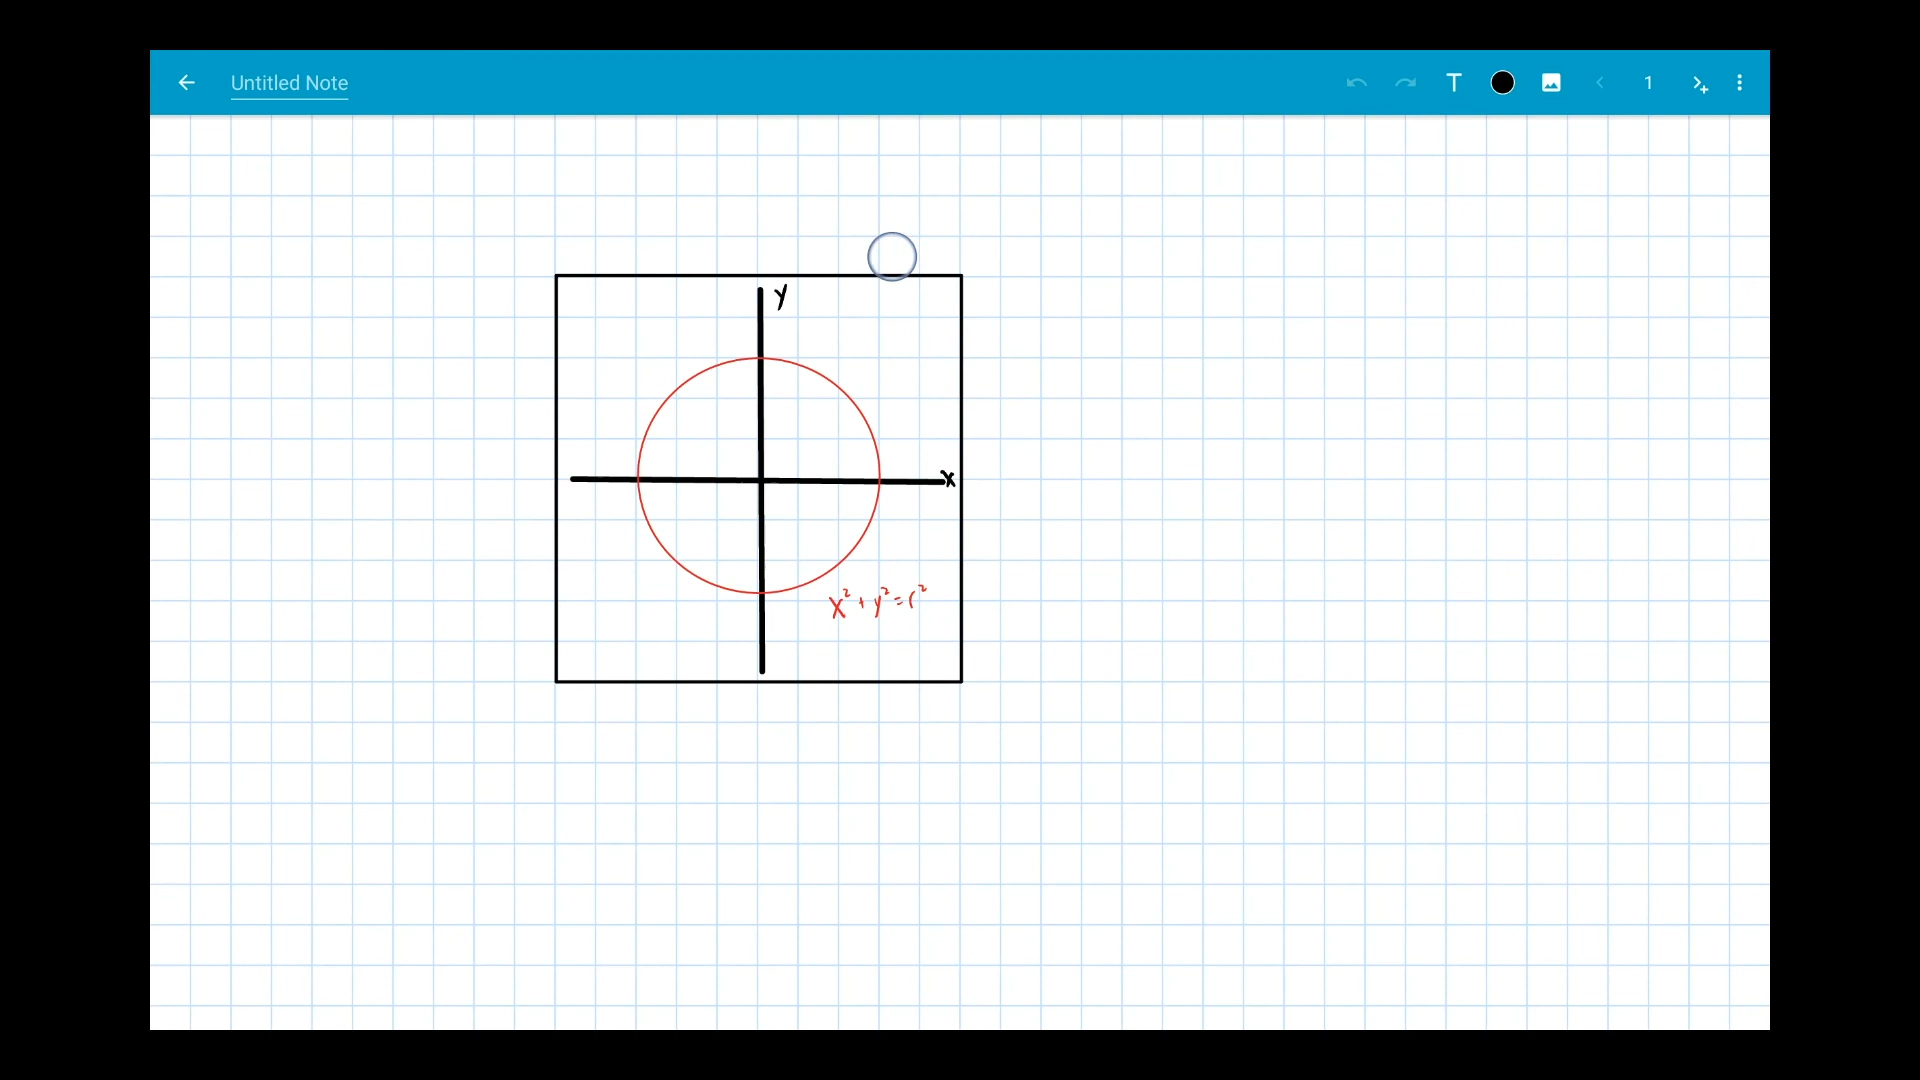 Untitled Note
T
1
y
x
x² + y² = r²